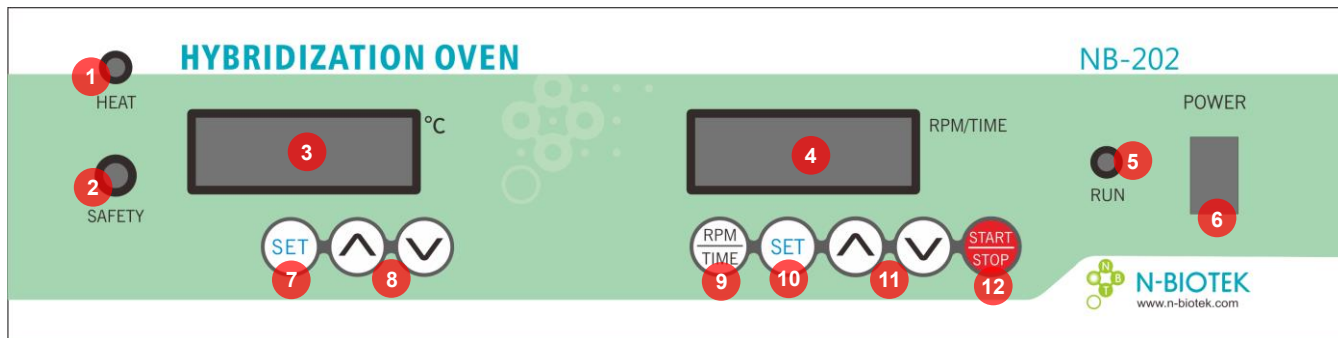 HYBRIDIZATION OVEN
NB-202
1
HEAT
POWER
°C
RPM/TIME
3
4
5
2
SAFETY
RUN
6
SET
RPM
TIME
SET
START
STOP
7
8
9
10
11
12
N
B
T
N-BIOTEK
www.n-biotek.com